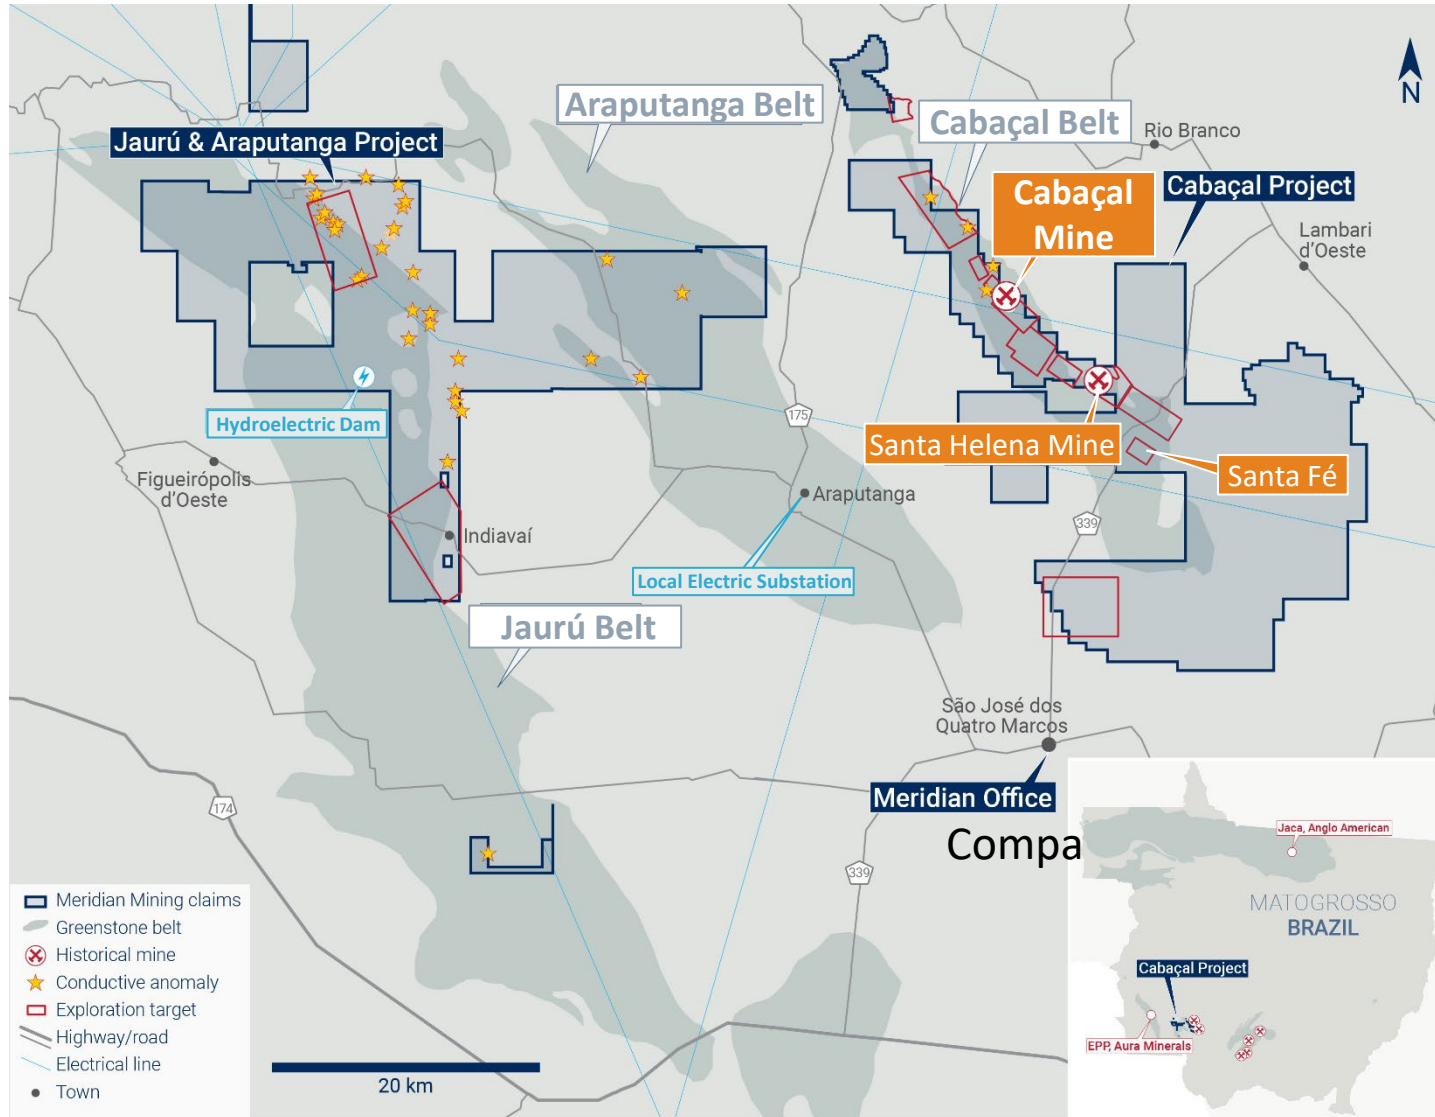 N
Araputanga Belt
Cabaçal Belt
Jaurú & Araputanga Project
Rio Branco
Cabaçal
Mine
Cabaçal Project
Lambari
d'Oeste
Hydroelectric Dam
175
Santa Helena Mine
Santa Fé
Figueirópolis
d'Oeste
Araputanga
Indiavaí
339
Local Electric Substation
Jaurú Belt
São José dos
Quatro Marcos
Meridian Office
174
Compa
339
Jaca, Anglo American
MATOGROSSO
BRAZIL
Cabaçal Project
EPP, Aura Minerals
Meridian Mining claims
Greenstone belt
Historical mine
Conductive anomaly
Exploration target
Highway/road
Electrical line
Town
20 km